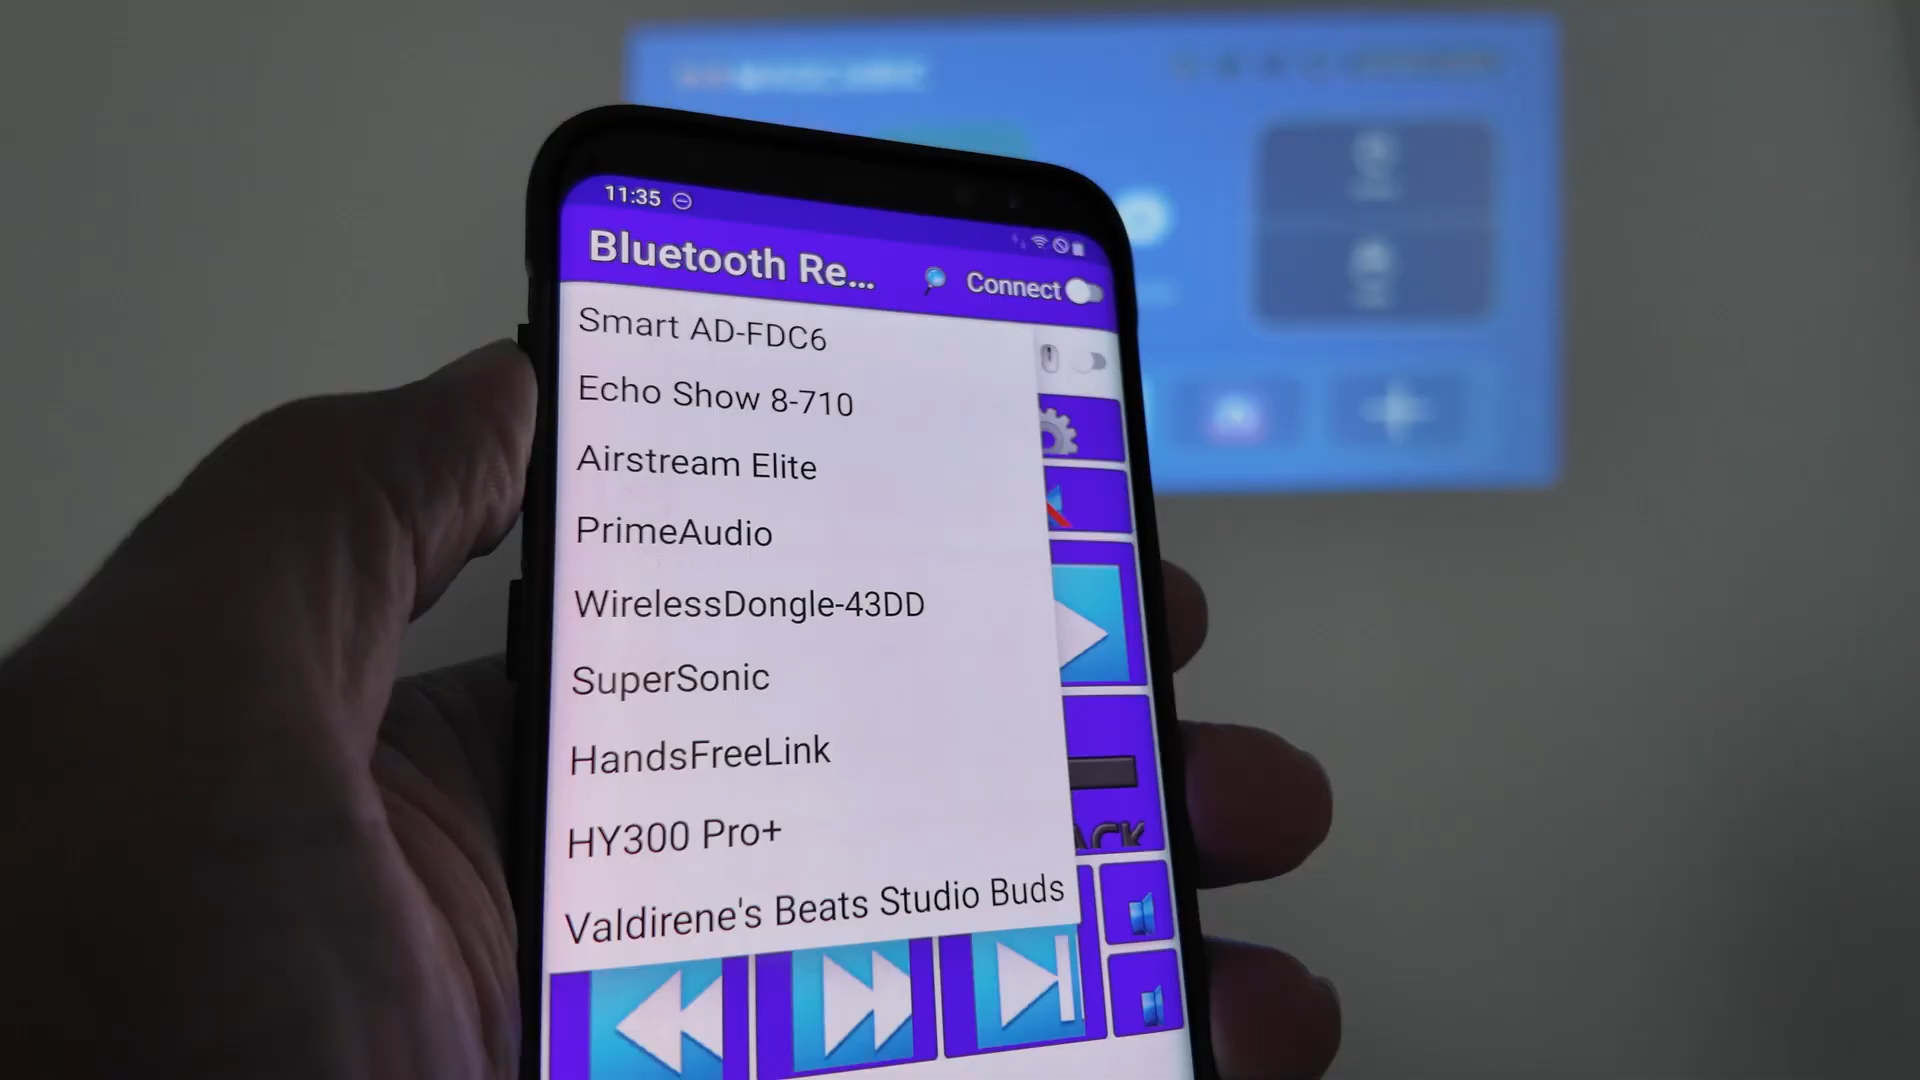 11:35
Bluetooth Re...
Connect
Smart AD-FDC6
Echo Show 8-710
Airstream Elite
PrimeAudio
WirelessDongle-43DD
SuperSonic
HandsFreeLink
HY300 Pro+
ACK
Valdirene's Beats Studio Buds